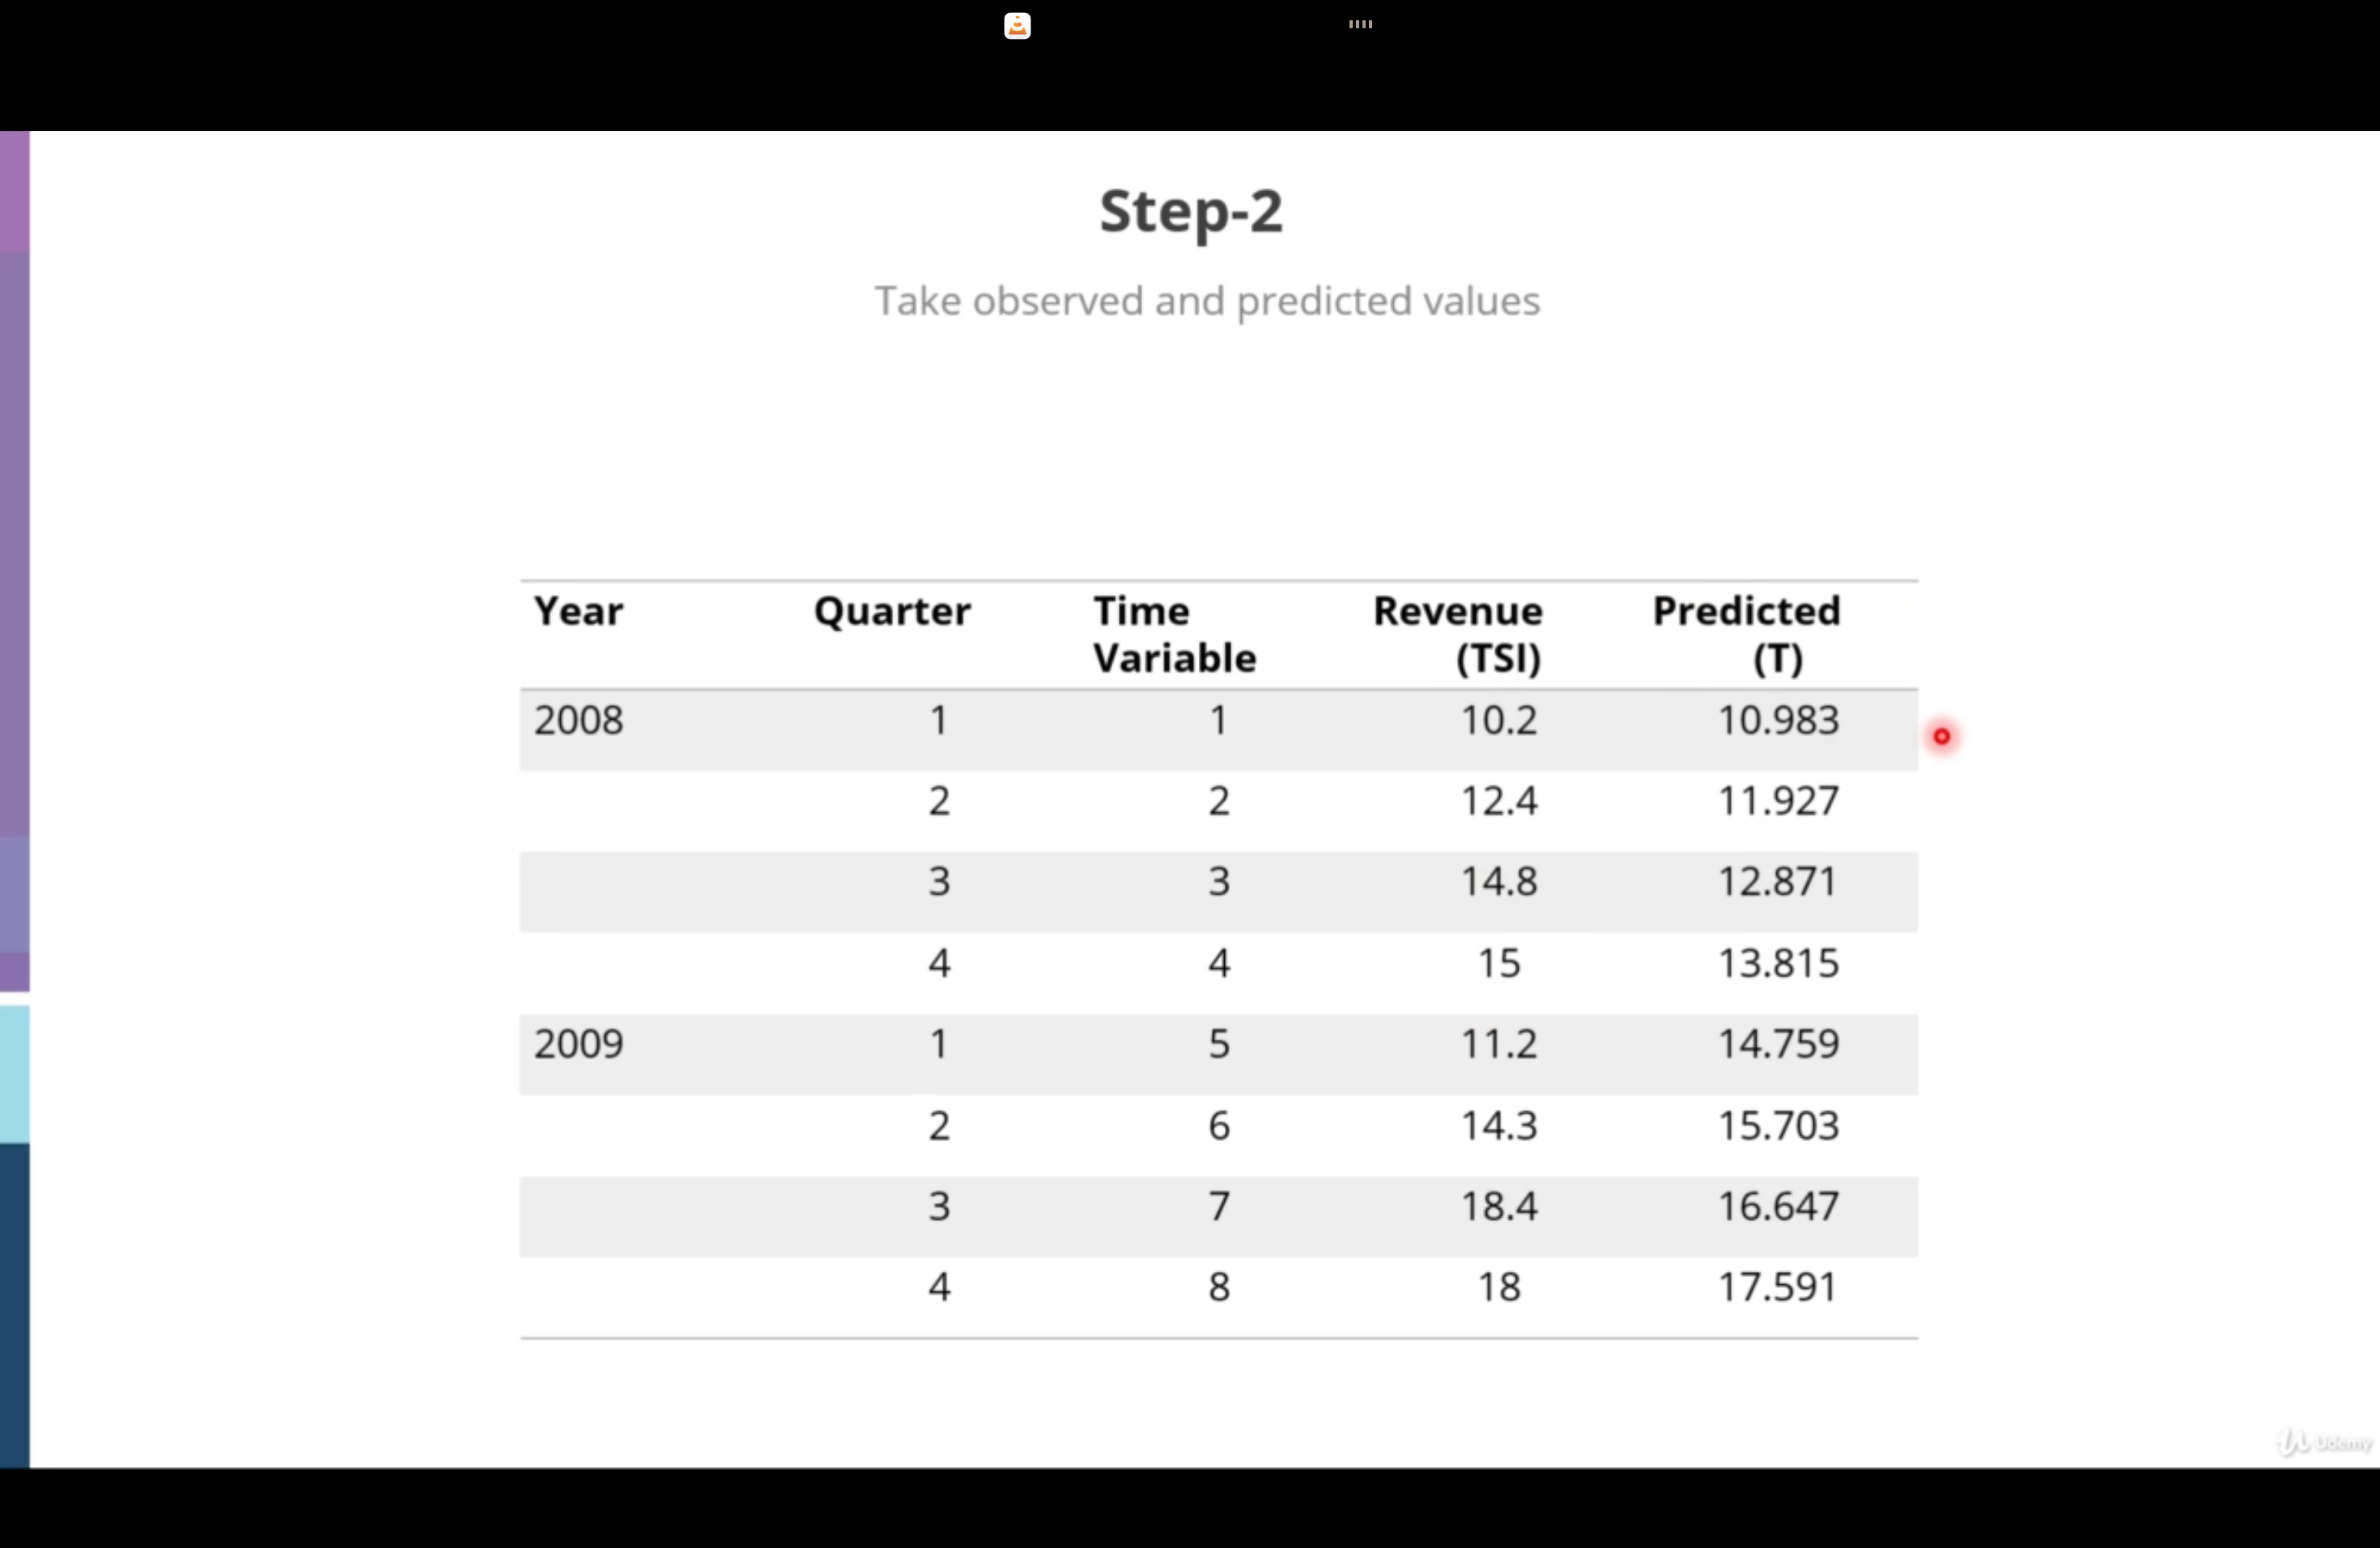 Step-2
Take observed and predicted values
Year Quarter Time Variable Revenue (TSI) Predicted (T)
2008 1 1 10.2 10.983
2 2 12.4 11.927
3 3 14.8 12.871
4 4 15 13.815
2009 1 5 11.2 14.759
2 6 14.3 15.703
3 7 18.4 16.647
4 8 18 17.591
Udemy